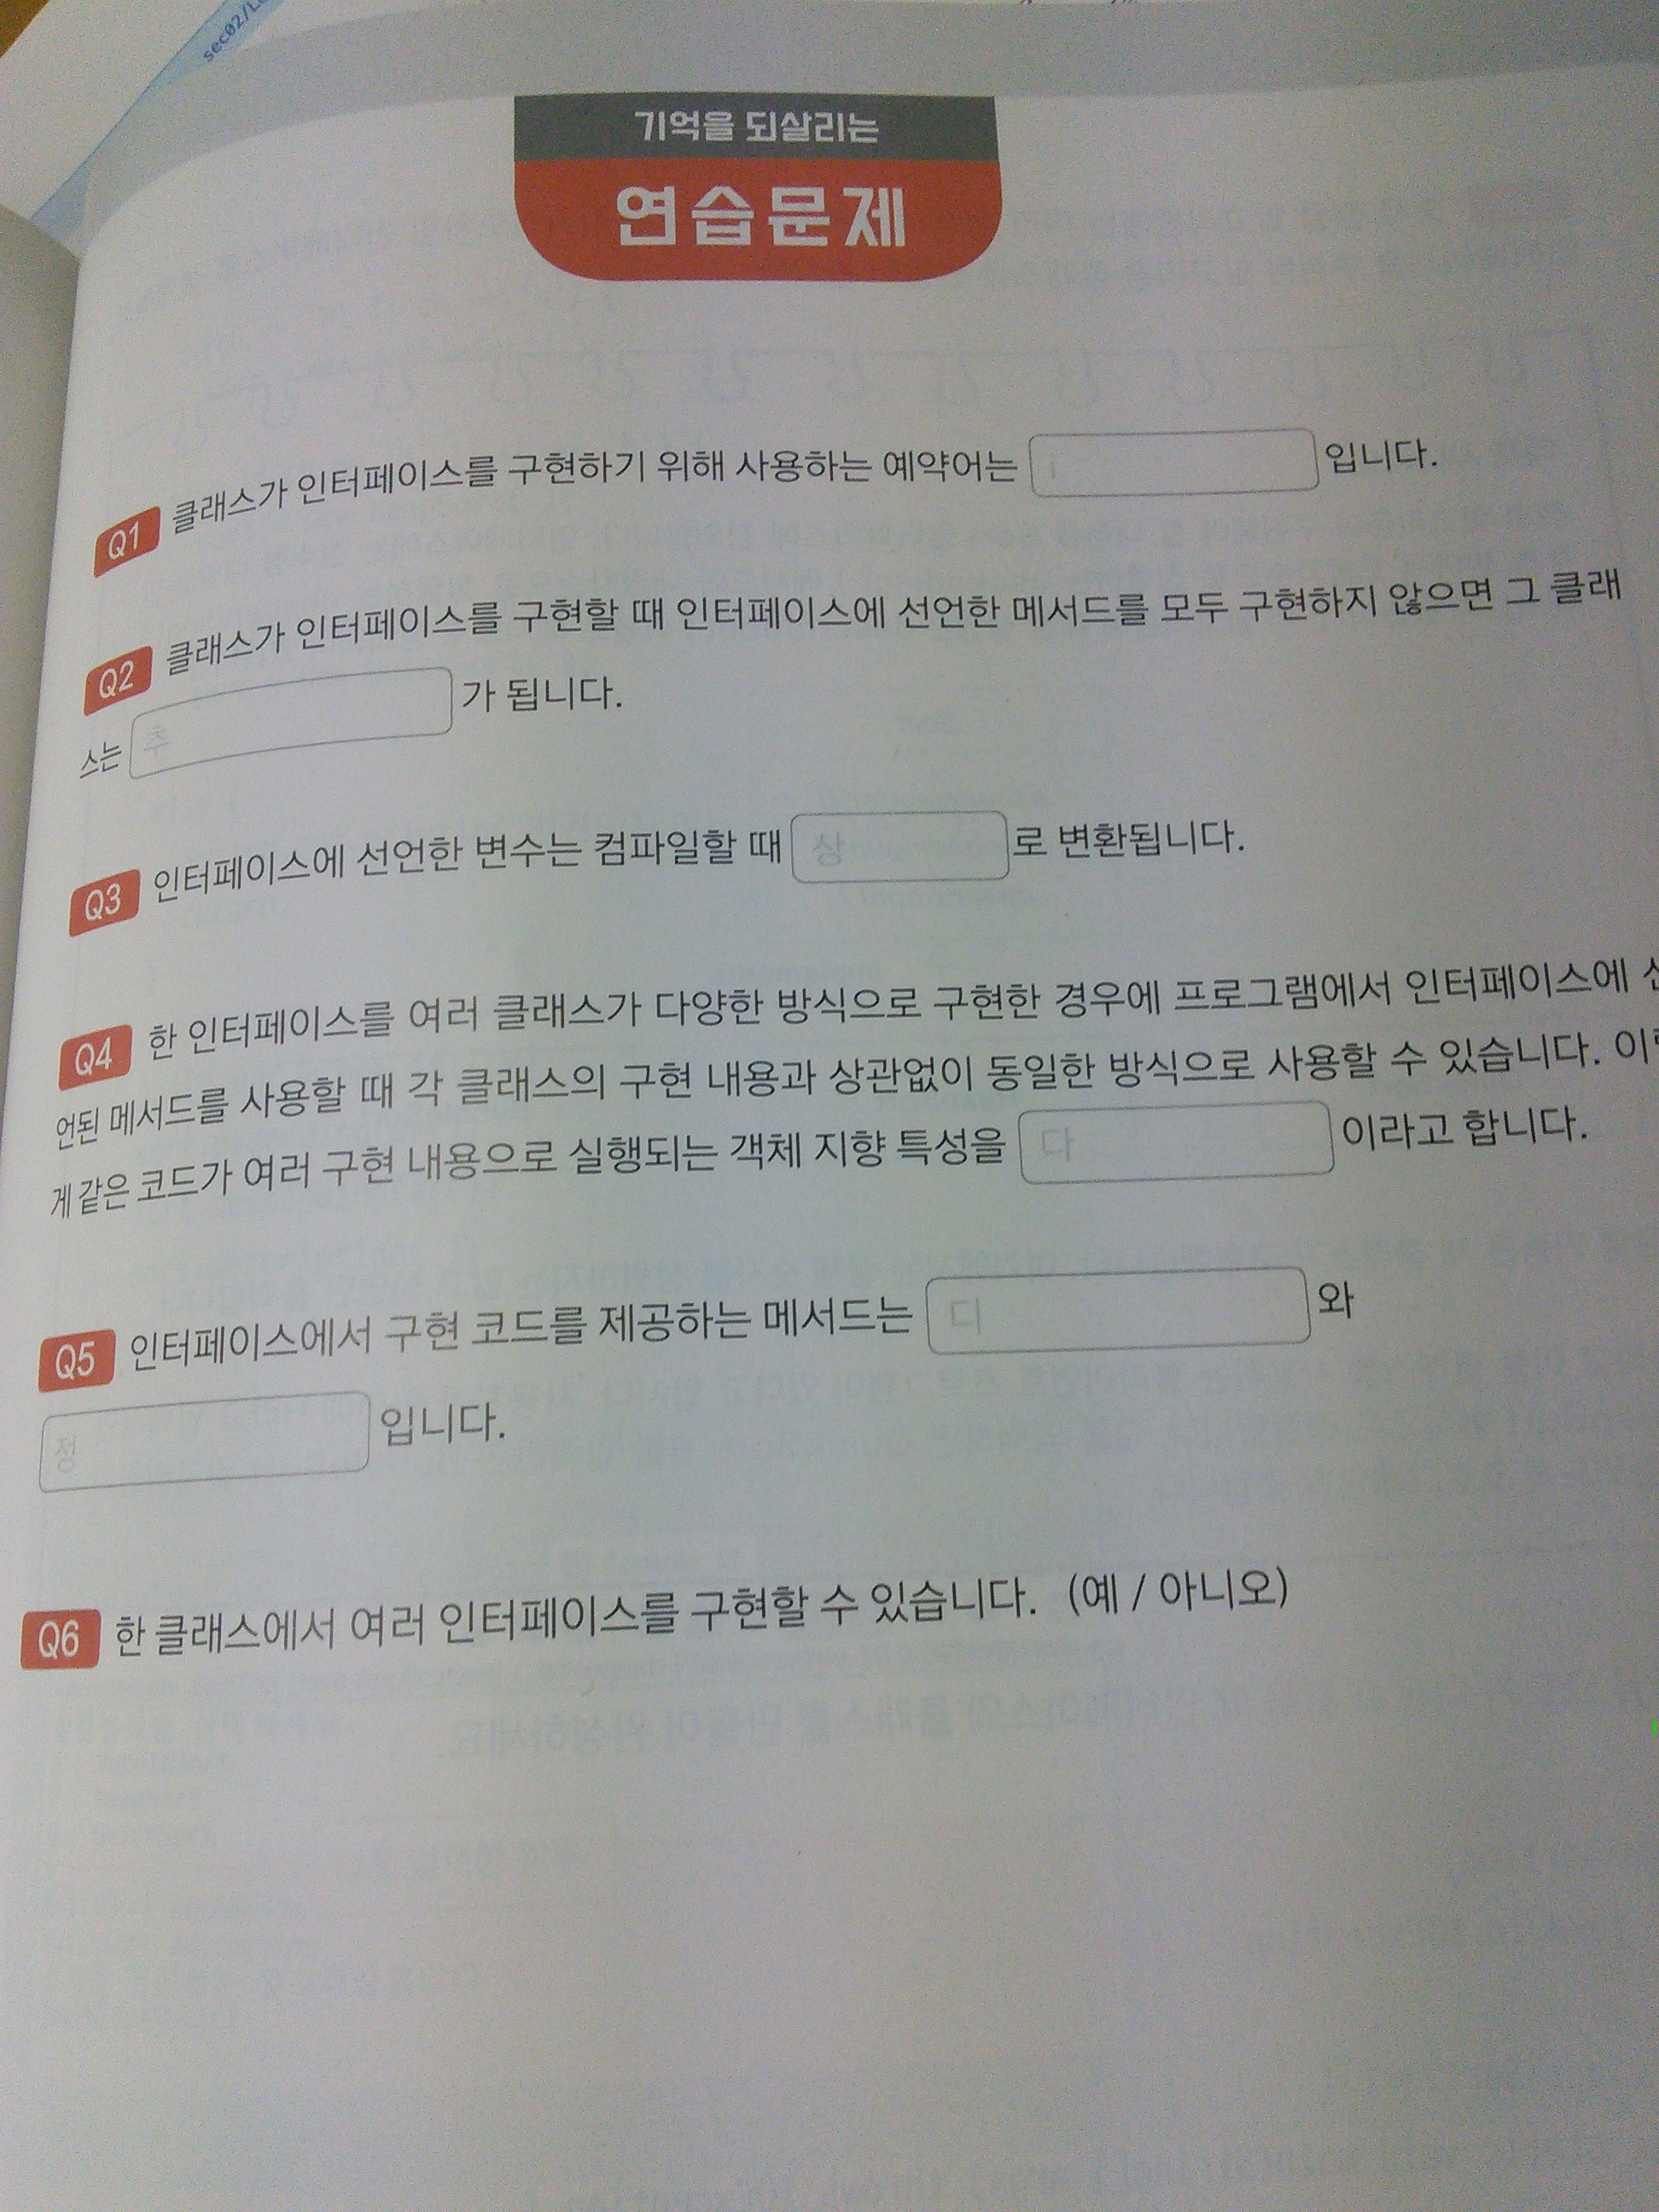 sec02/
기억을 되살리는
연습문제
Q1 클래스가 인터페이스를 구현하기 위해 사용하는 예약어는 i 입니다.
Q2 클래스가 인터페이스를 구현할 때 인터페이스에 선언한 메서드를 모두 구현하지 않으면 그 클래
스는 추 가 됩니다.
Q3 인터페이스에 선언한 변수는 컴파일할 때 상 로 변환됩니다.
Q4 한 인터페이스를 여러 클래스가 다양한 방식으로 구현한 경우에 프로그램에서 인터페이스에
언된 메서드를 사용할 때 각 클래스의 구현 내용과 상관없이 동일한 방식으로 사용할 수 있습니다.
게 같은 코드가 여러 구현 내용으로 실행되는 객체 지향 특성을 다 이라고 합니다.
Q5 인터페이스에서 구현 코드를 제공하는 메서드는 디 와
정 입니다.
Q6 한 클래스에서 여러 인터페이스를 구현할 수 있습니다. (예 / 아니오)